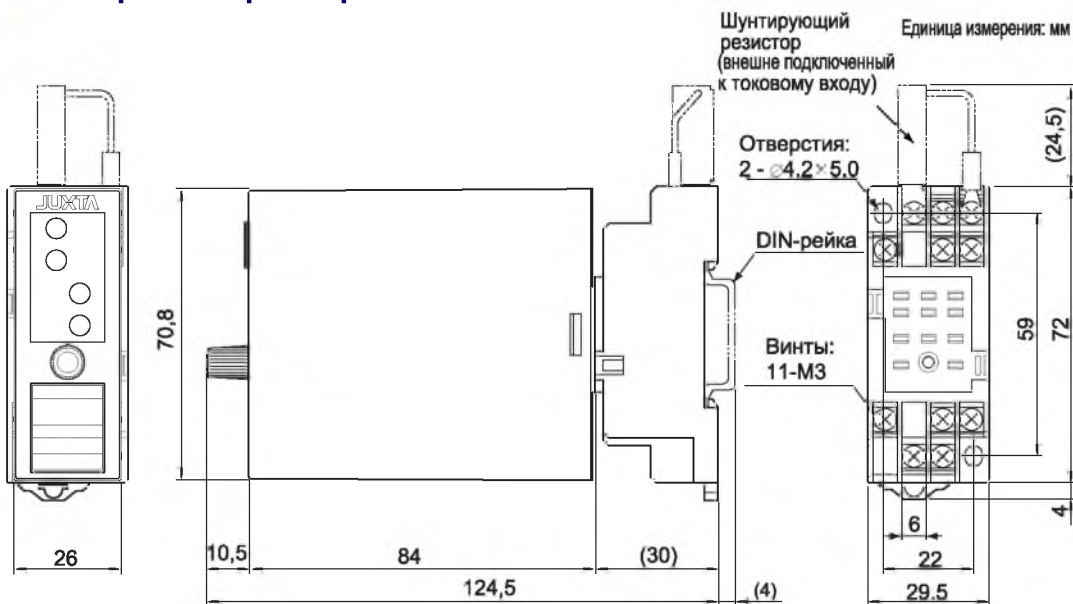 Шунтирующий
резистор
(внешне подключенный
к токовому входу)
Единица измерения: мм
(24,5)
Отверстия:
2 - ⌀4.2×5.0
JUXTA
DIN-рейка
70,8
59
72
Винты:
11-М3
4
6
26
10,5
84
(30)
22
124,5
(4)
29.5